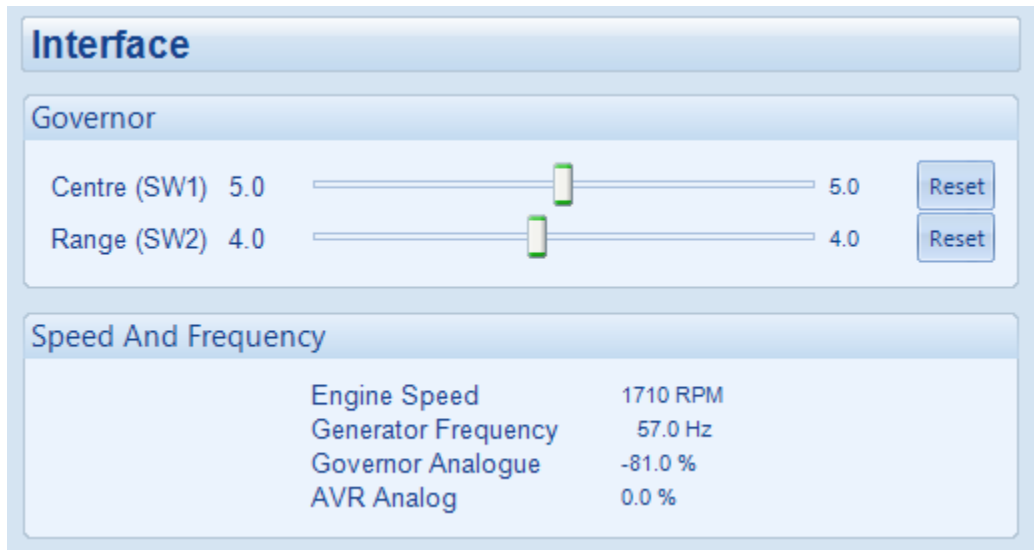 Interface
Governor
Centre (SW1) 5.0 5.0 Reset
Range (SW2) 4.0 4.0 Reset
Speed And Frequency
Engine Speed 1710 RPM
Generator Frequency 57.0 Hz
Governor Analogue -81.0 %
AVR Analog 0.0 %